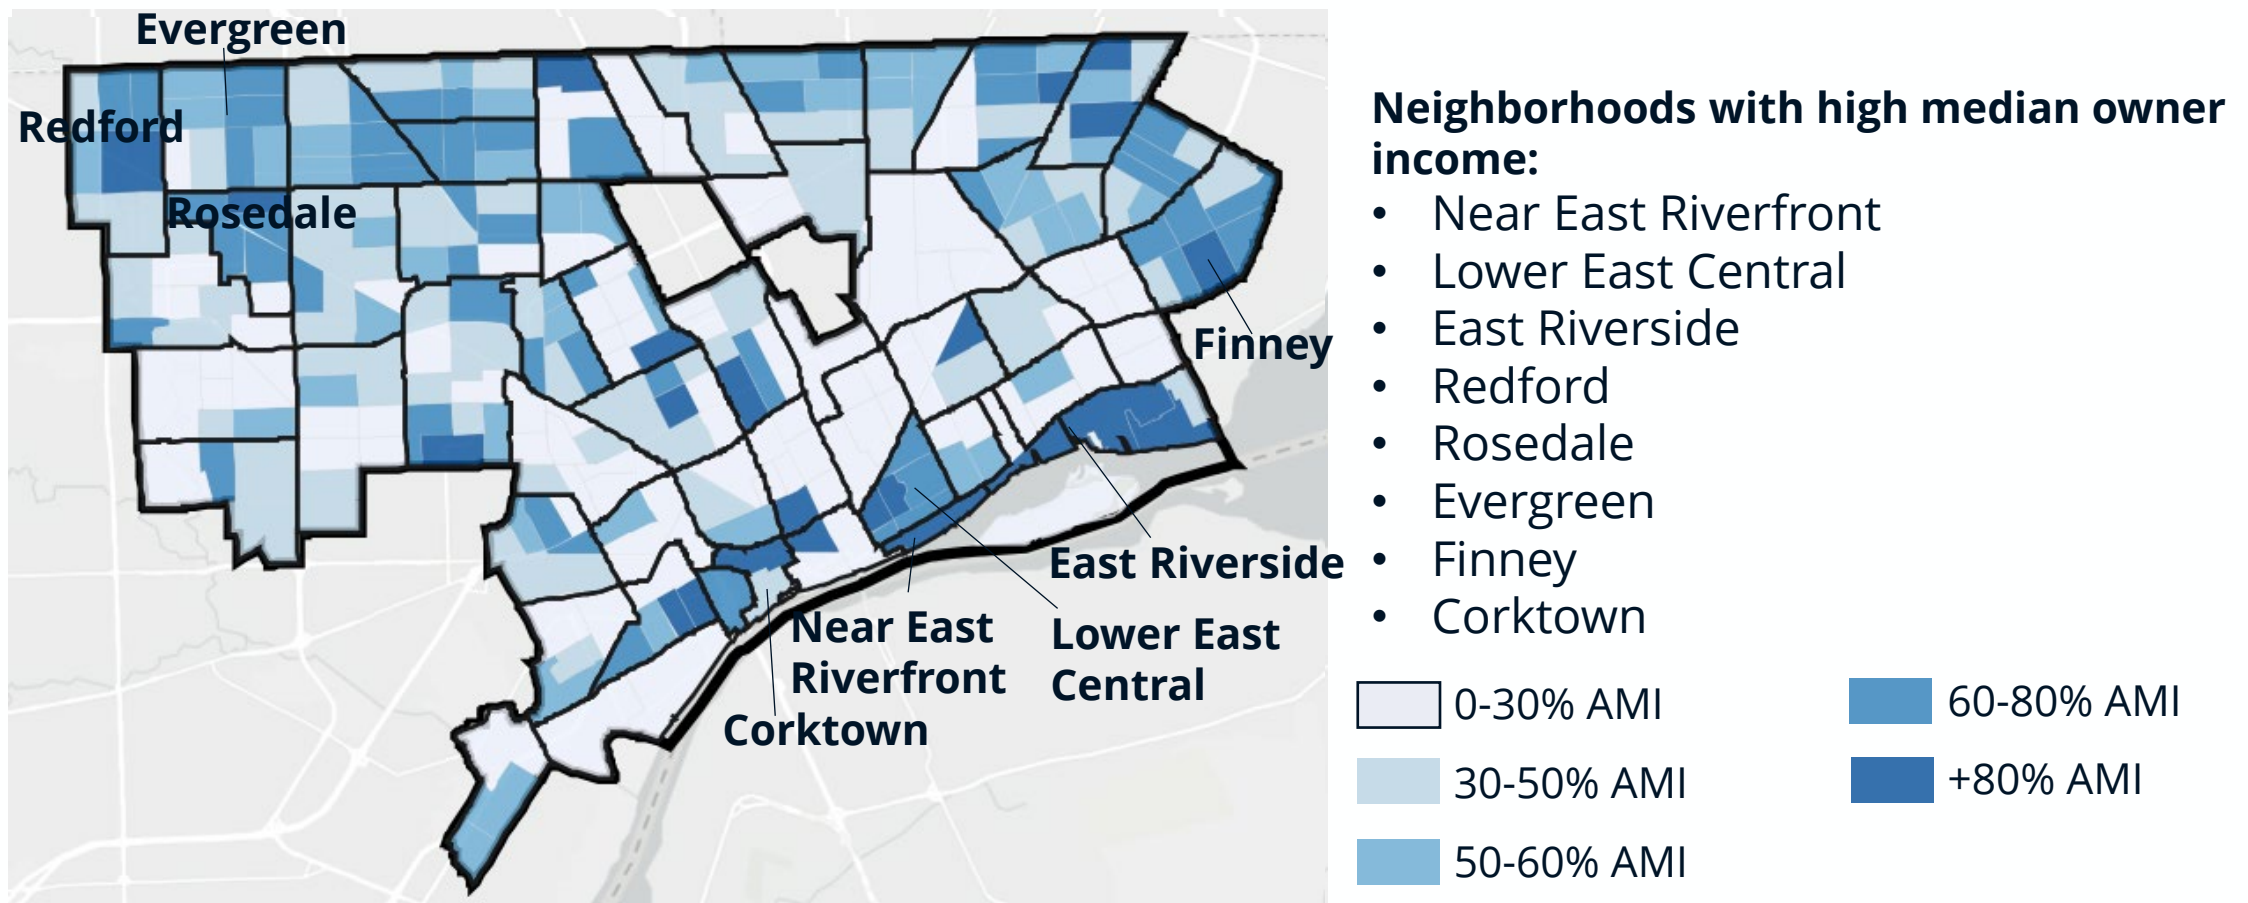 Evergreen
Redford
Rosedale
Finney
East Riverside
Near East
Riverfront
Lower East
Central
Corktown
Neighborhoods with high median owner
income:
• Near East Riverfront
• Lower East Central
• East Riverside
• Redford
• Rosedale
• Evergreen
• Finney
• Corktown
0-30% AMI
60-80% AMI
30-50% AMI
+80% AMI
50-60% AMI